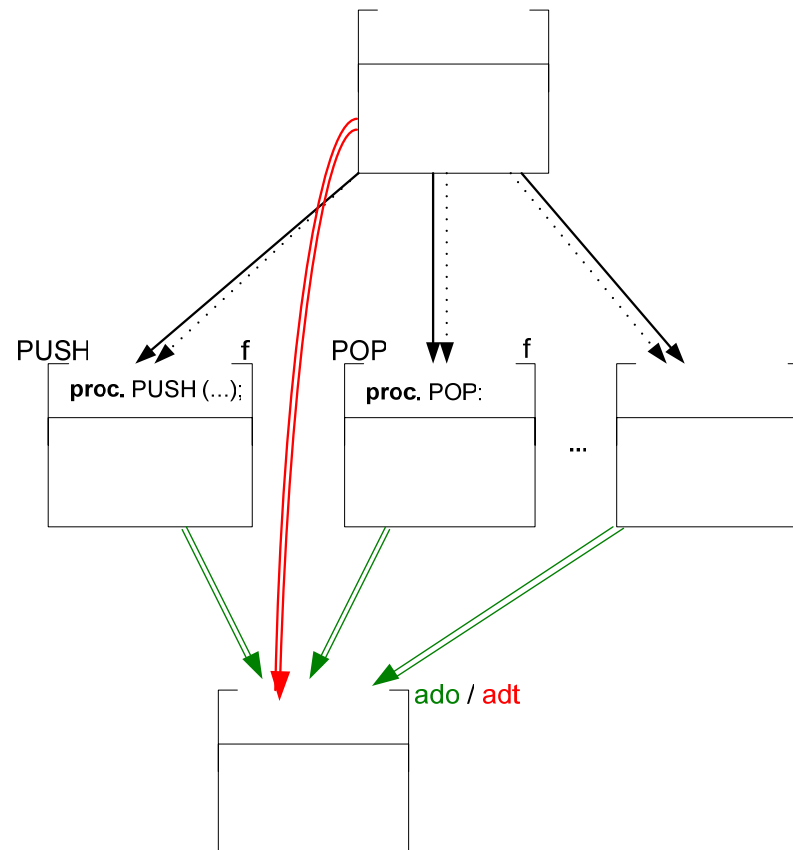 PUSH f
proc. PUSH (...);
POP f
proc. POP:
...
ado / adt